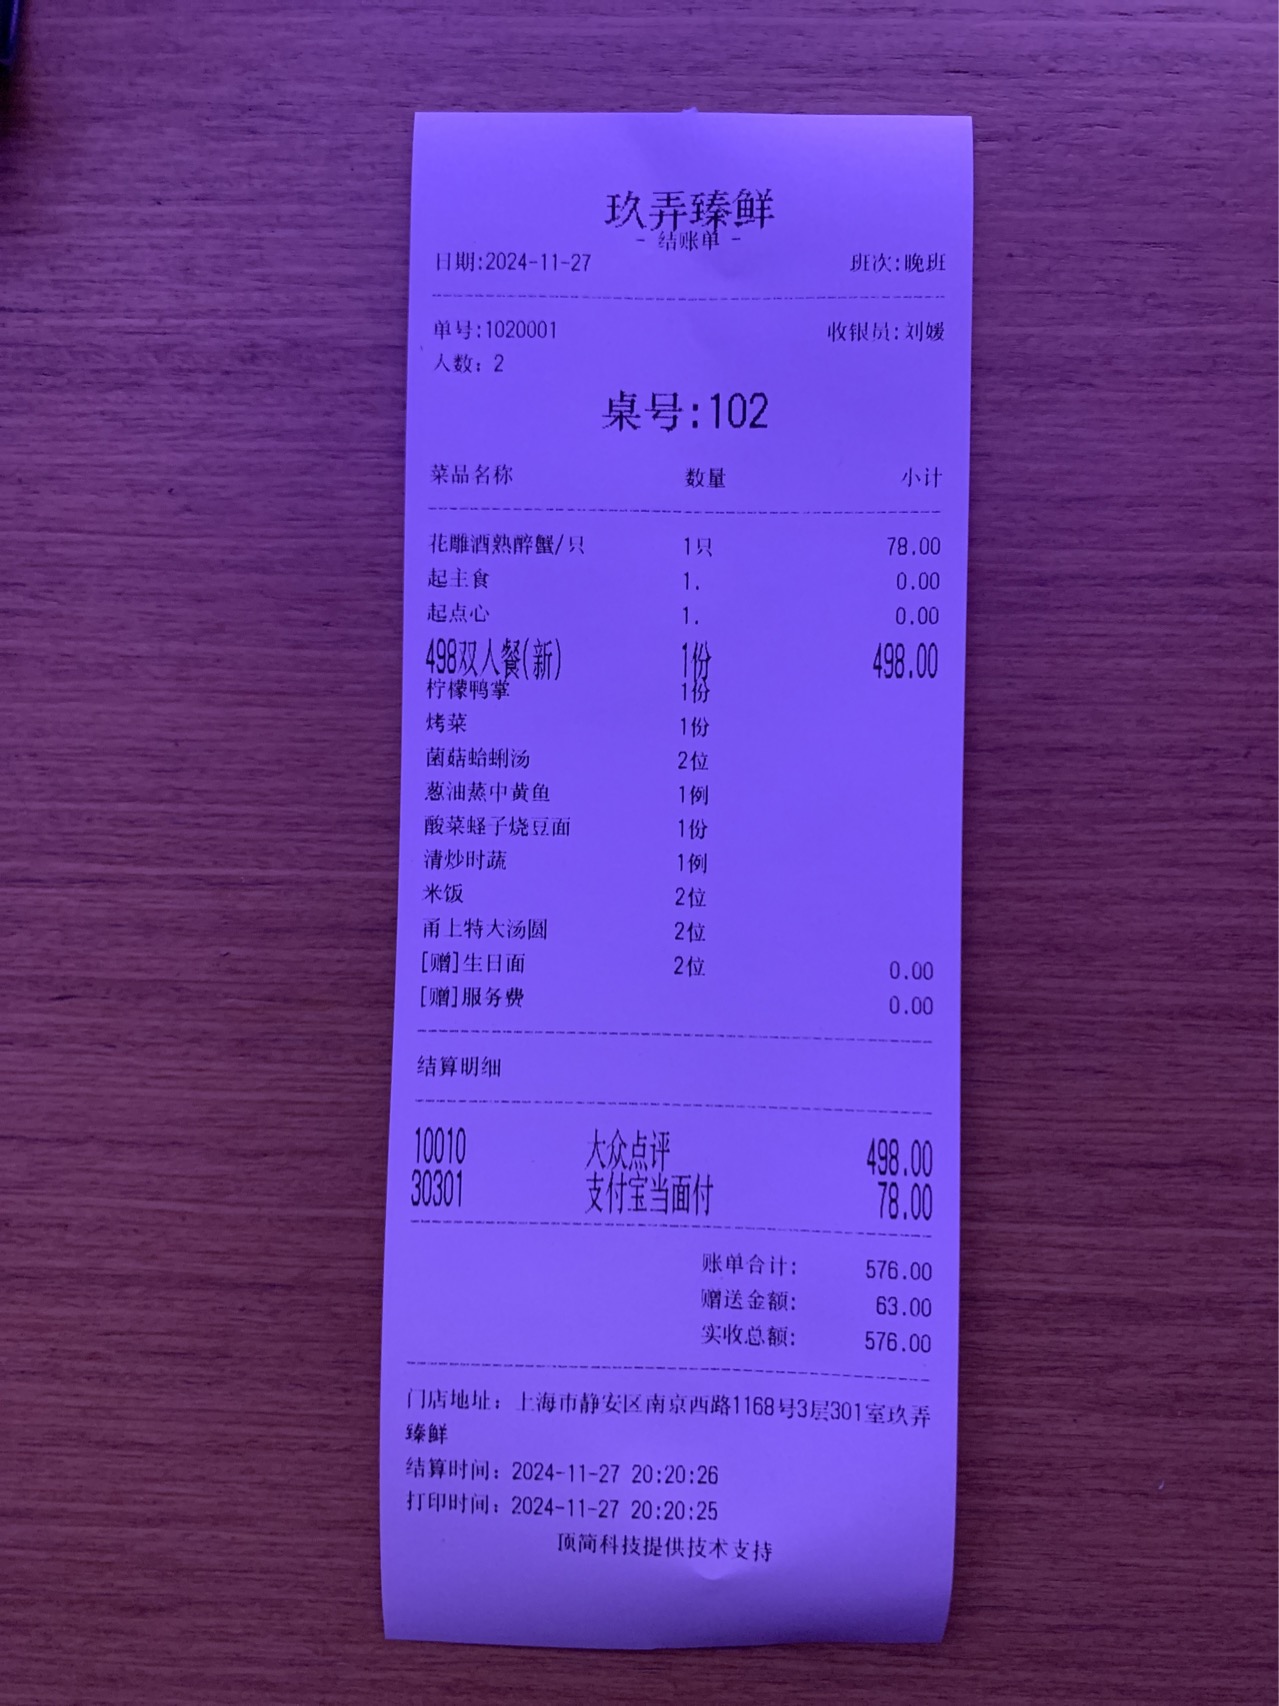 玖弄臻鲜
- 结账单 -
日期:2024-11-27 班次:晚班
单号:1020001 收银员:刘媛
人数: 2
桌号:102
菜品名称 数量 小计
花雕酒熟醉蟹/只 1只 78.00
起主食 1. 0.00
起点心 1. 0.00
498双人餐(新) 1份 498.00
柠檬鸭掌 1份
烤菜 1份
菌菇蛤蜊汤 2位
葱油蒸中黄鱼 1例
酸菜蛏子烧豆面 1份
清炒时蔬 1例
米饭 2位
甬上特大汤圆 2位
[赠]生日面 2位 0.00
[赠]服务费 0.00
结算明细
10010 大众点评 498.00
30301 支付宝当面付 78.00
账单合计: 576.00
赠送金额: 63.00
实收总额: 576.00
门店地址: 上海市静安区南京西路1168号3层301室玖弄
臻鲜
结算时间: 2024-11-27 20:20:26
打印时间: 2024-11-27 20:20:25
顶简科技提供技术支持